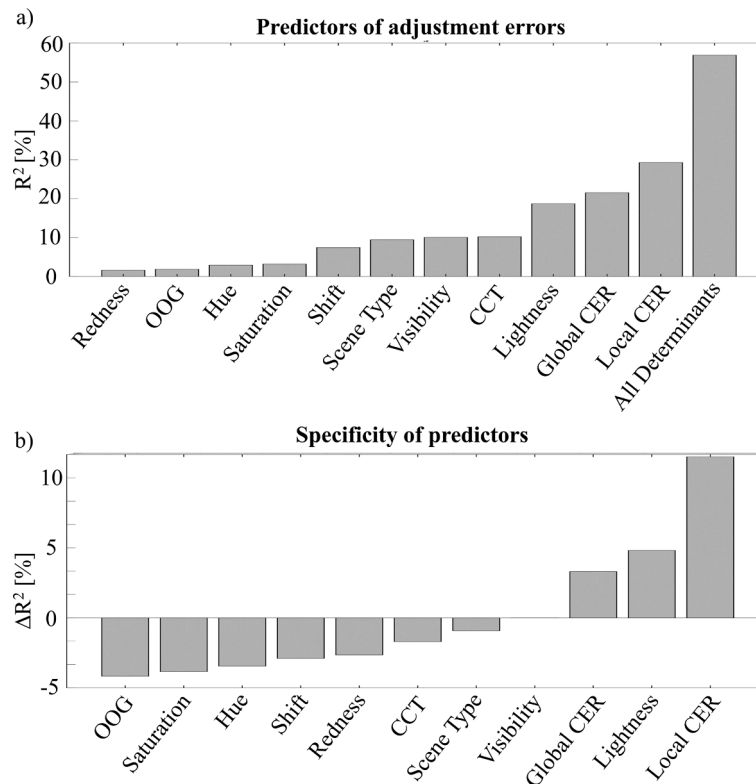 a)
Predictors of adjustment errors
60
50
40
30
20
10
0
R² [%]
Redness
OOG
Hue
Saturation
Shift
Scene Type
Visibility
CCT
Lightness
Global CER
Local CER
All Determinants
b)
Specificity of predictors
10
5
0
-5
ΔR² [%]
OOG
Saturation
Hue
Shift
Redness
CCT
Scene Type
Visibility
Global CER
Lightness
Local CER